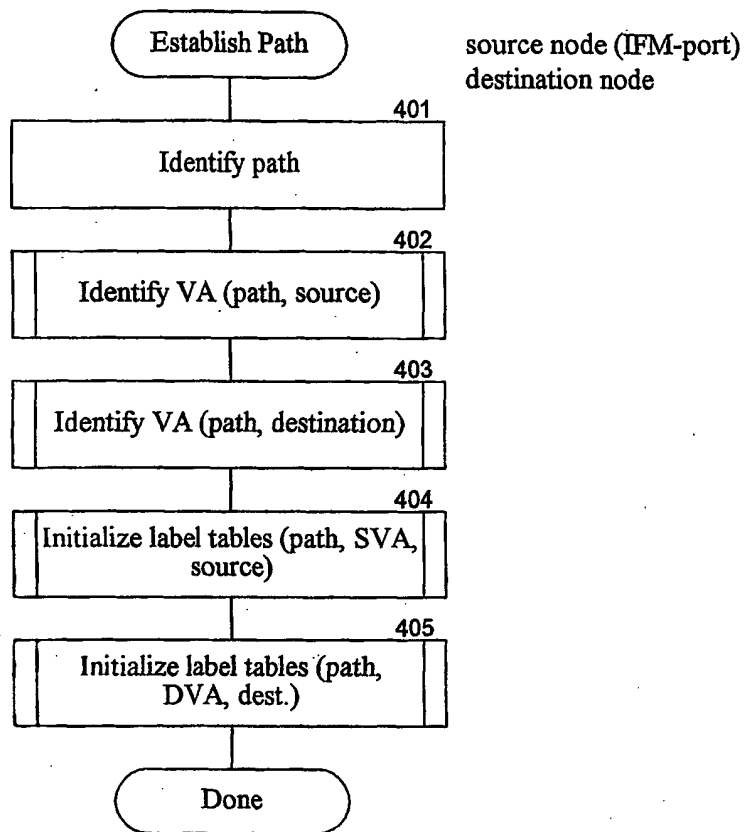 Establish Path
source node (IFM-port)
destination node
401
Identify path
402
Identify VA (path, source)
403
Identify VA (path, destination)
404
Initialize label tables (path, SVA,
source)
405
Initialize label tables (path,
DVA, dest.)
Done